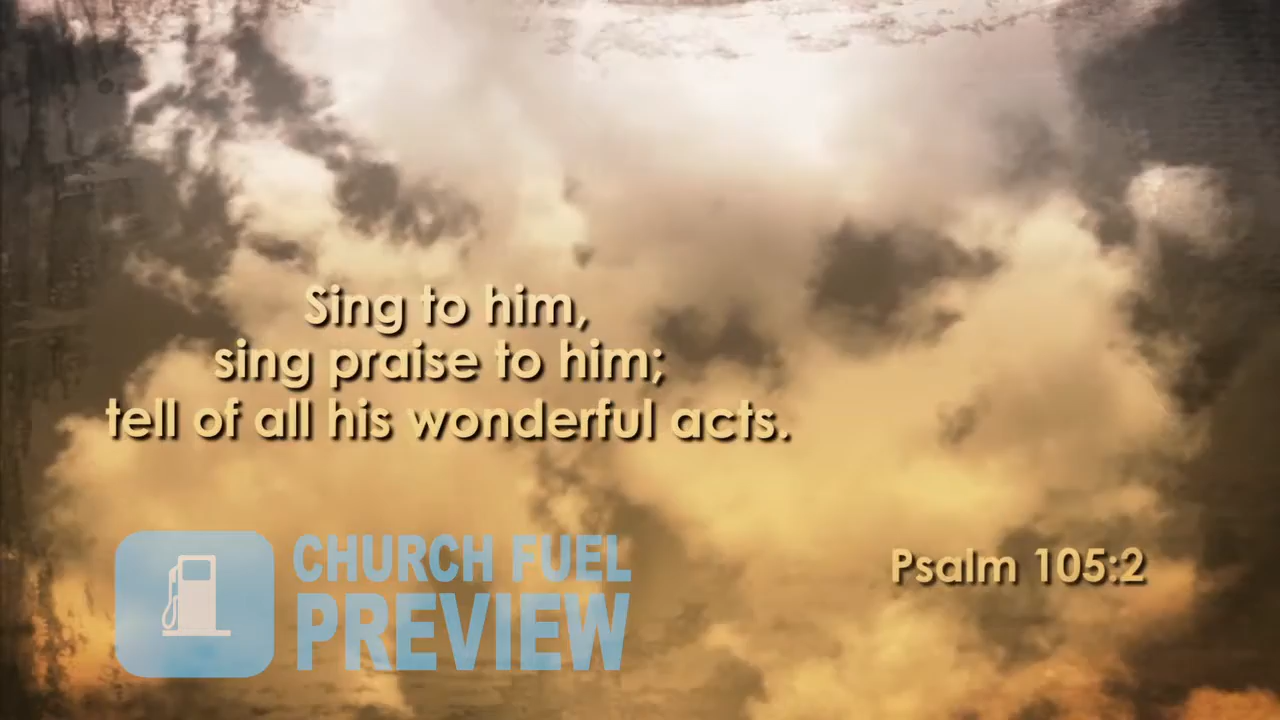 Sing to him,
sing praise to him;
tell of all his wonderful acts.
Psalm 105:2
CHURCH FUEL
PREVIEW